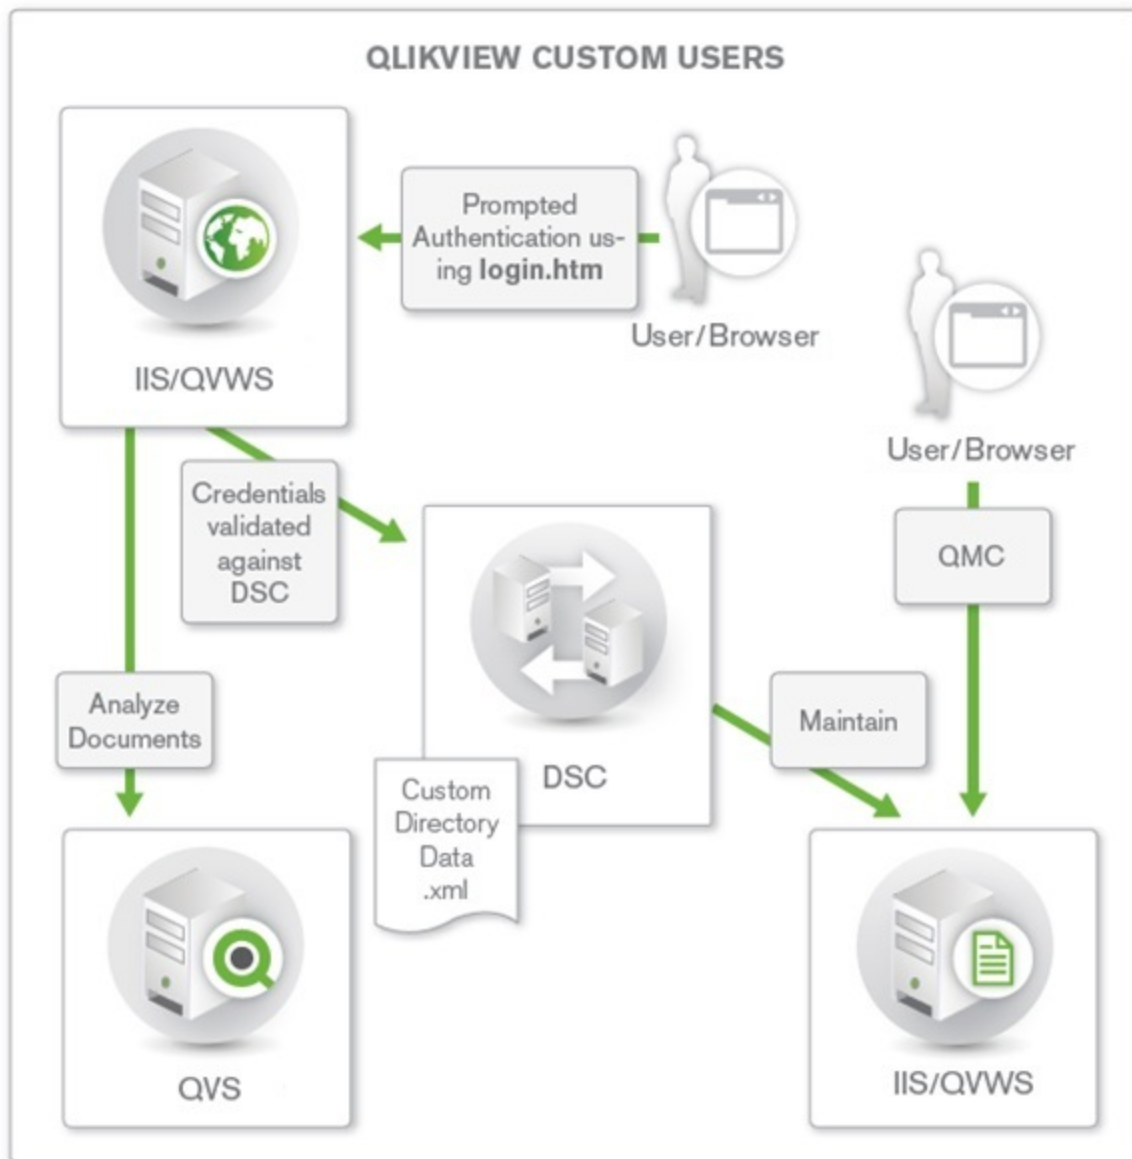 QLIKVIEW CUSTOM USERS
Prompted
Authentication us-
ing login.htm
User/Browser
IIS/QVWS
User/Browser
Credentials
validated
against
DSC
QMC
Analyze
Documents
Maintain
DSC
Custom
Directory
Data
.xml
QVS
IIS/QVWS